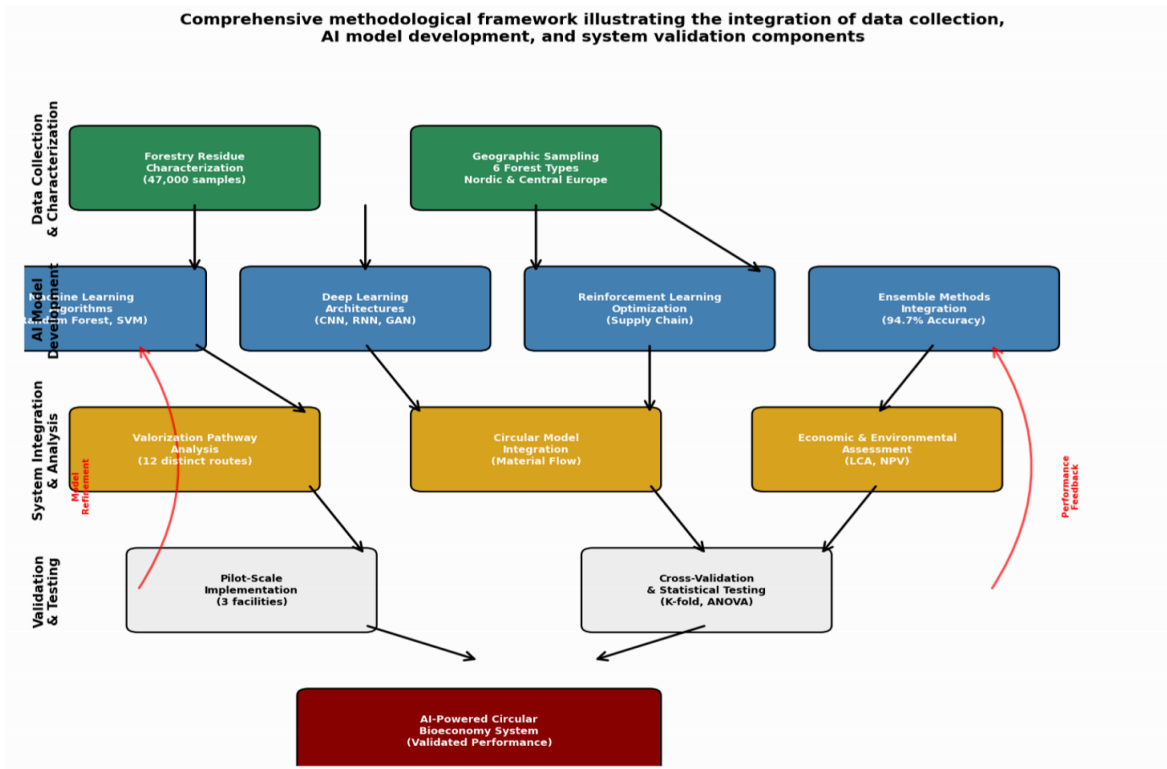 Comprehensive methodological framework illustrating the integration of data collection,
AI model development, and system validation components
Data Collection
& Characterization
Forestry Residue
Characterization
(47,000 samples)
Geographic Sampling
6 Forest Types
Nordic & Central Europe
AI Model
Development
Machine Learning
Algorithms
Random Forest, SVM)
Deep Learning
Architectures
(CNN, RNN, GAN)
Reinforcement Learning
Optimization
(Supply Chain)
Ensemble Methods
Integration
(94.7% Accuracy)
System Integration
& Analysis
Valorization Pathway
Analysis
(12 distinct routes)
Circular Model
Integration
(Material Flow)
Economic & Environmental
Assessment
(LCA, NPV)
Model
Refinement
Performance
Feedback
Validation
& Testing
Pilot-Scale
Implementation
(3 facilities)
Cross-Validation
& Statistical Testing
(K-fold, ANOVA)
AI-Powered Circular
Bioeconomy System
(Validated Performance)